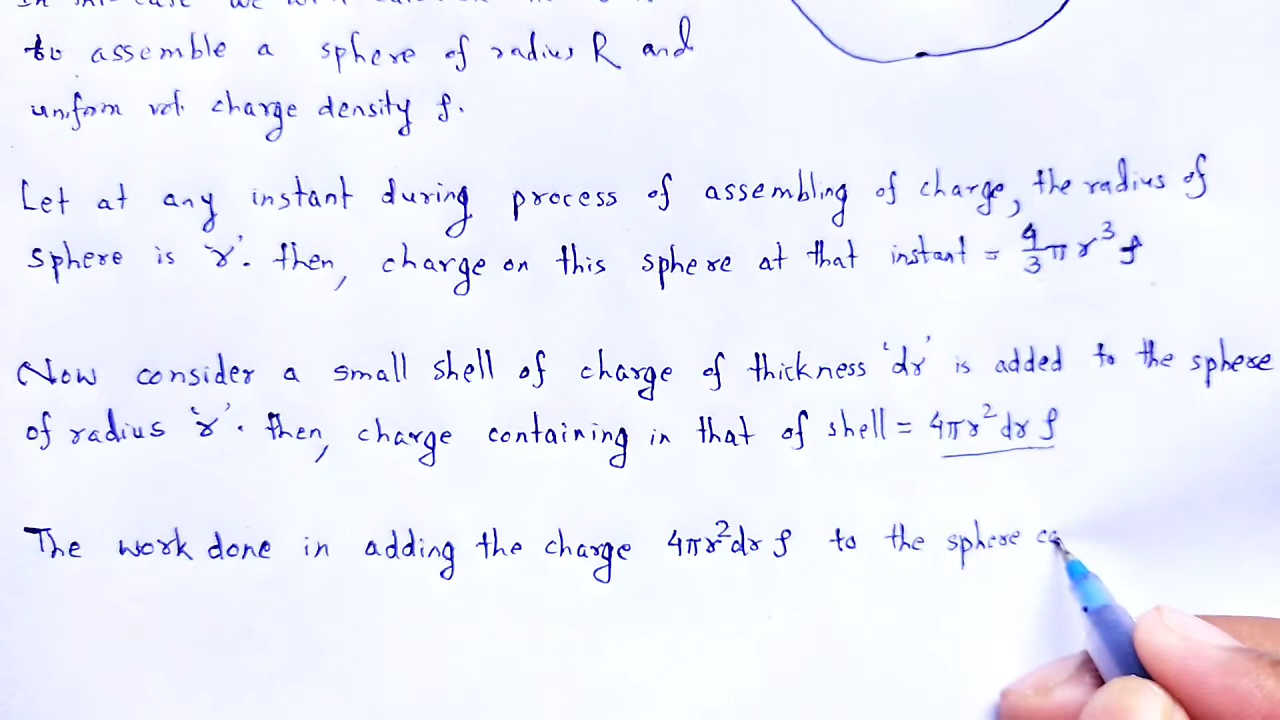 to assemble a sphere of radius R and
uniform vol. charge density ρ.
Let at any instant during process of assembling of charge, the radius of
sphere is 'r'. then, charge on this sphere at that instant = 4/3 πr³ρ
Now consider a small shell of charge of thickness 'dr' is added to the sphere
of radius 'r'. then, charge containing in that of shell = 4πr²dr ρ
The work done in adding the charge 4πr²dr ρ to the sphere